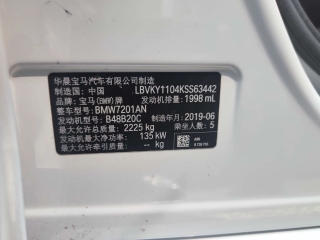 华晨宝马汽车有限公司制造
制造国：中国 LBVKY1104KSS63442
品牌：宝马(BMW)牌 发动机排量：1998 mL
整车型号：BMW7201AN
发动机型号：B48B20C 制造年月：2019-06
最大允许总质量：2225 kg 乘坐人数：5
发动机最大净功率：135 kW
最大允许牵引质量： kg